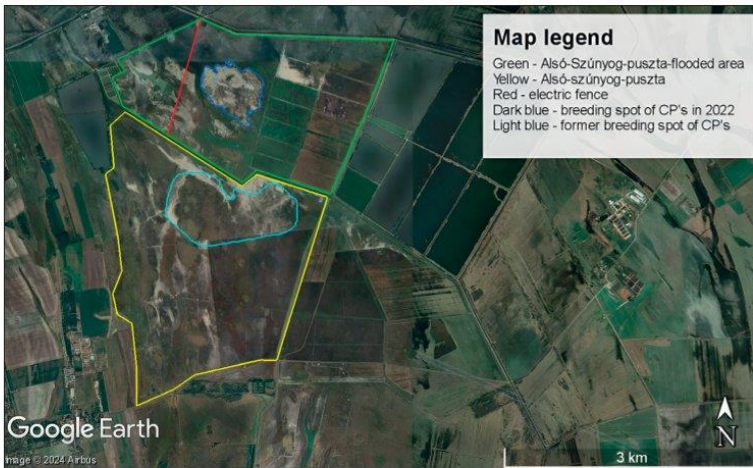 Map legend
Green - Alsó-Szúnyog-puszta-flooded area
Yellow - Alsó-szúnyog-puszta
Red - electric fence
Dark blue - breeding spot of CP's in 2022
Light blue - former breeding spot of CP's
Google Earth
Image © 2024 Airbus
N
3 km